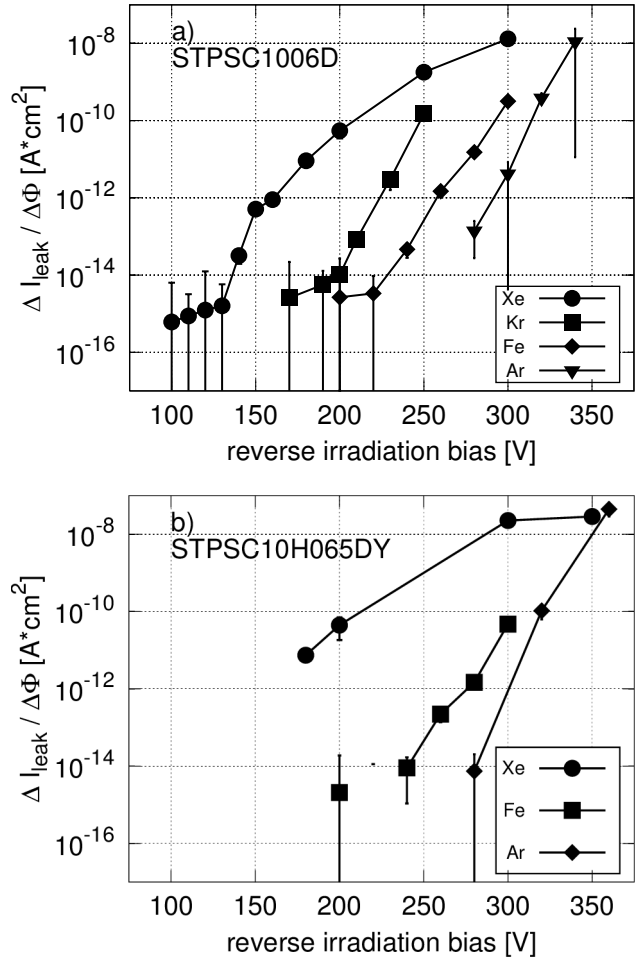 a)
STPSC1006D
10^-8
10^-10
10^-12
10^-14
10^-16
Δ I_leak / ΔΦ [A*cm^2]
Xe
Kr
Fe
Ar
100 150 200 250 300 350
reverse irradiation bias [V]
b)
STPSC10H065DY
10^-8
10^-10
10^-12
10^-14
10^-16
Δ I_leak / ΔΦ [A*cm^2]
Xe
Fe
Ar
100 150 200 250 300 350
reverse irradiation bias [V]